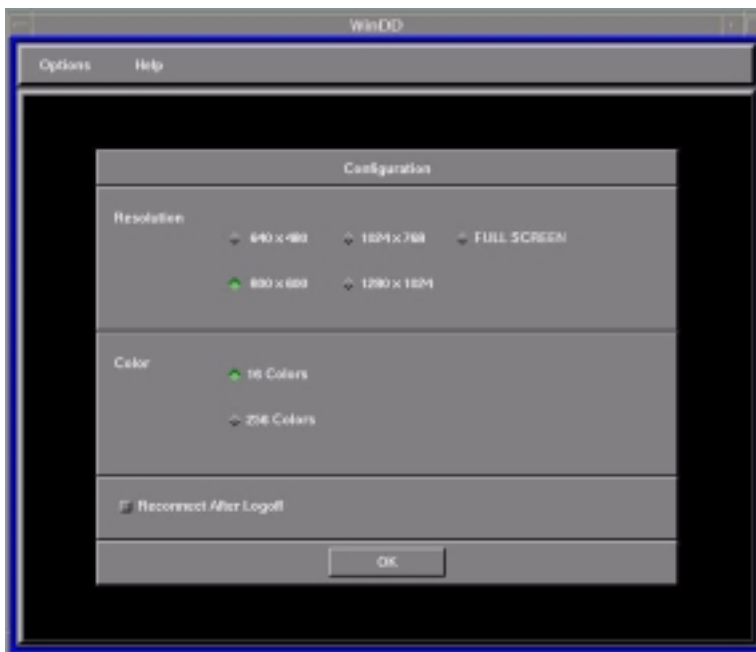 WinDD
Options Help
Configuration
Resolution
640 x 480 1024 x 768 FULL SCREEN
800 x 600 1280 x 1024
Color
16 Colors
256 Colors
Reconnect After Logoff
OK